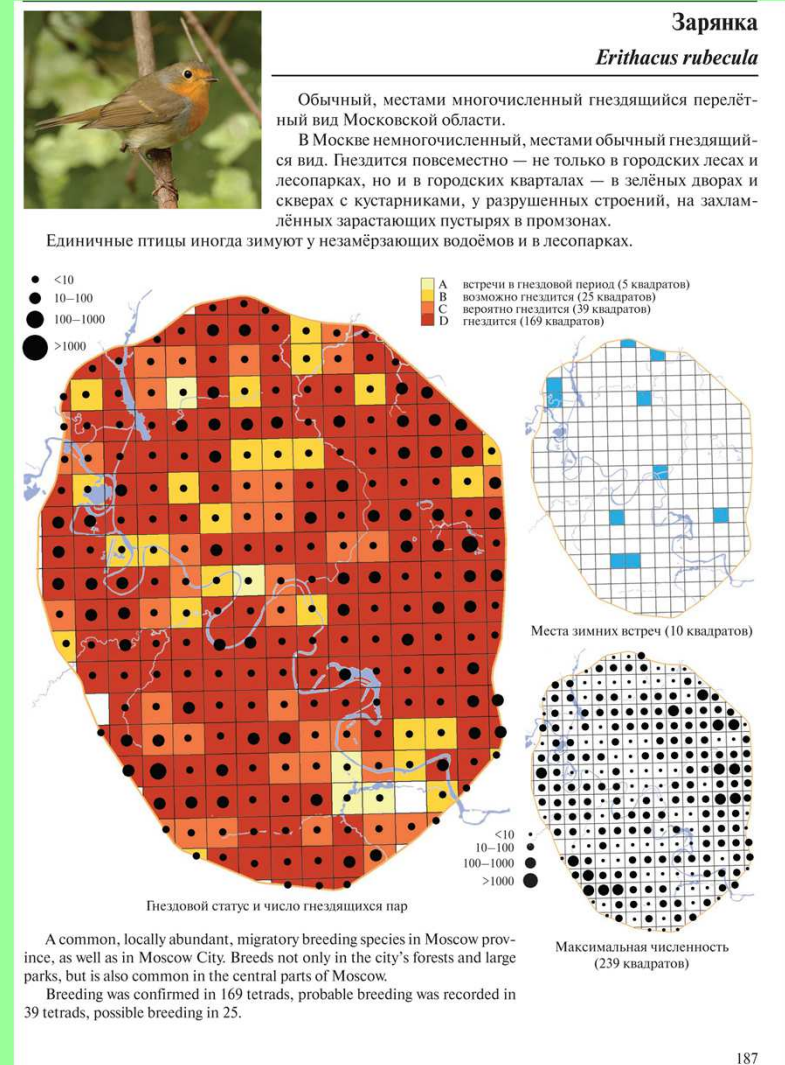 Зарянка
Erithacus rubecula
Обычный, местами многочисленный гнездящийся перелёт-
ный вид Московской области.
В Москве немногочисленный, местами обычный гнездящий-
ся вид. Гнездится повсеместно — не только в городских лесах и
лесопарках, но и в городских кварталах — в зелёных дворах и
скверах с кустарниками, у разрушенных строений, на захлам-
лённых зарастающих пустырях в промзонах.
Единичные птицы иногда зимуют у незамёрзающих водоёмов и в лесопарках.
<10
10–100
100–1000
>1000
A встречи в гнездовой период (5 квадратов)
B возможно гнездится (25 квадратов)
C вероятно гнездится (39 квадратов)
D гнездится (169 квадратов)
Места зимних встреч (10 квадратов)
<10
10–100
100–1000
>1000
Гнездовой статус и число гнездящихся пар
Максимальная численность
(239 квадратов)
A common, locally abundant, migratory breeding species in Moscow prov-
ince, as well as in Moscow City. Breeds not only in the city's forests and large
parks, but is also common in the central parts of Moscow.
Breeding was confirmed in 169 tetrads, probable breeding was recorded in
39 tetrads, possible breeding in 25.
187